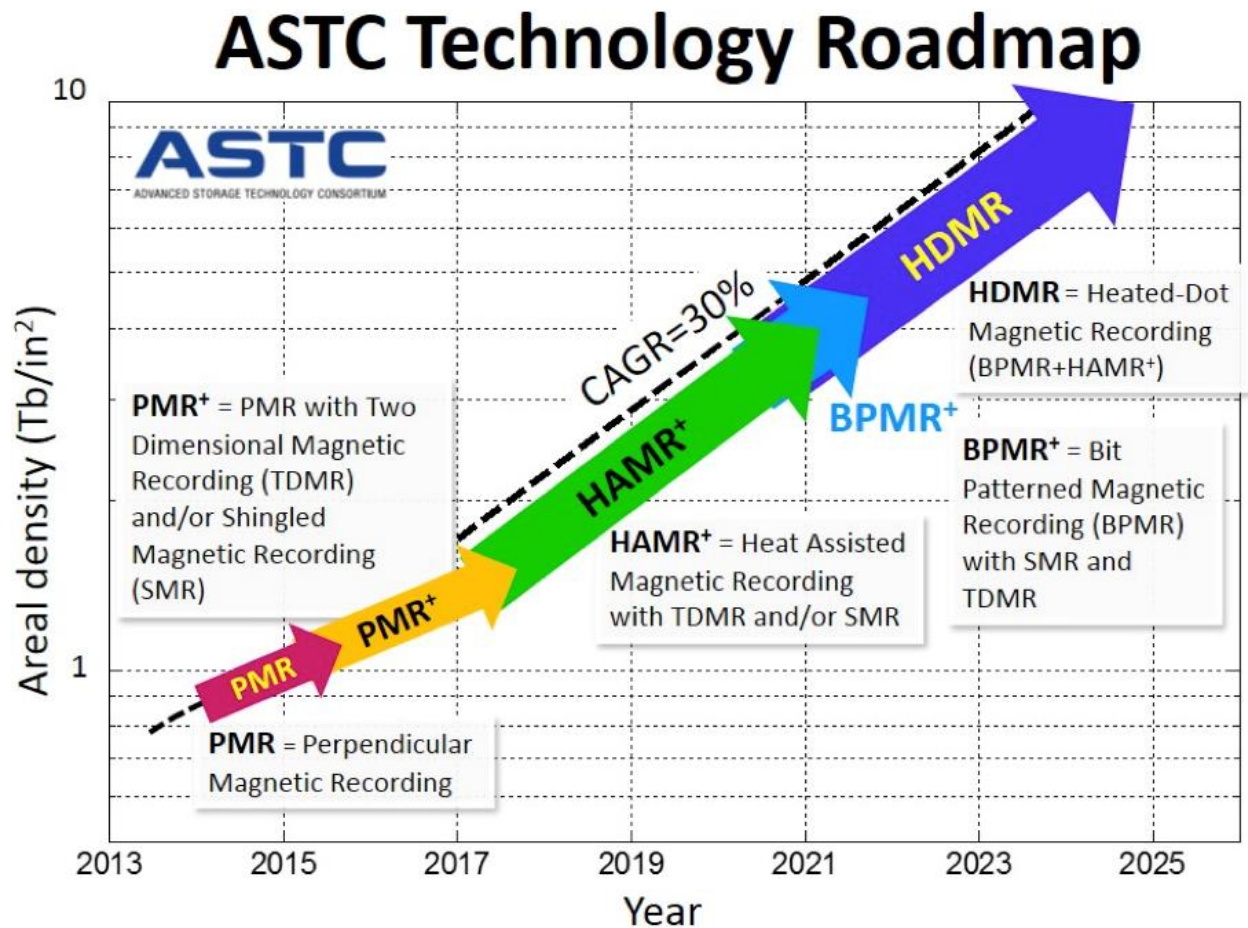 ASTC Technology Roadmap
10
ASTC
ADVANCED STORAGE TECHNOLOGY CONSORTIUM
HDMR
CAGR=30%
HDMR = Heated-Dot
Magnetic Recording
(BPMR+HAMR⁺)
PMR⁺ = PMR with Two
Dimensional Magnetic
Recording (TDMR)
and/or Shingled
Magnetic Recording
(SMR)
HAMR⁺
BPMR⁺
BPMR⁺ = Bit
Patterned Magnetic
Recording (BPMR)
with SMR and
TDMR
HAMR⁺ = Heat Assisted
Magnetic Recording
with TDMR and/or SMR
PMR⁺
1
PMR
PMR = Perpendicular
Magnetic Recording
Areal density (Tb/in²)
2013 2015 2017 2019 2021 2023 2025
Year